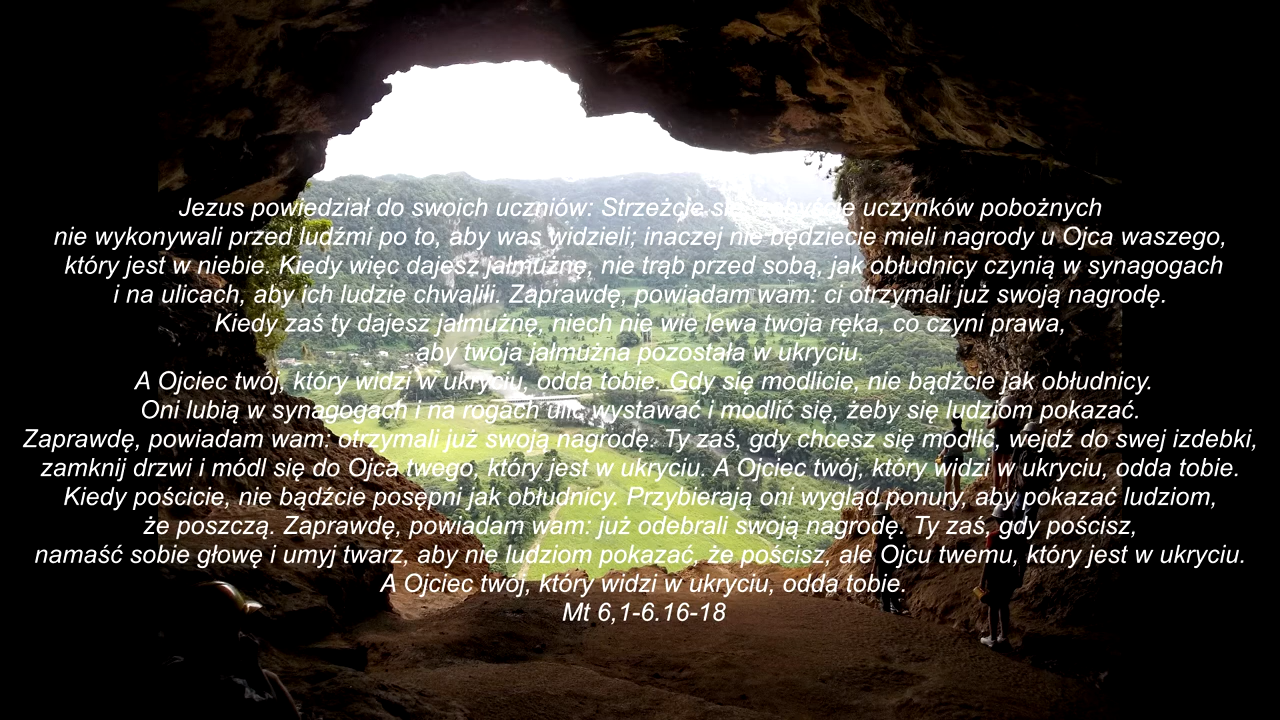 Jezus powiedział do swoich uczniów: Strzeżcie się, żebyście uczynków pobożnych
nie wykonywali przed ludźmi po to, aby was widzieli; inaczej nie będziecie mieli nagrody u Ojca waszego,
który jest w niebie. Kiedy więc dajesz jałmużnę, nie trąb przed sobą, jak obłudnicy czynią w synagogach
i na ulicach, aby ich ludzie chwalili. Zaprawdę, powiadam wam: ci otrzymali już swoją nagrodę.
Kiedy zaś ty dajesz jałmużnę, niech nie wie lewa twoja ręka, co czyni prawa,
aby twoja jałmużna pozostała w ukryciu.
A Ojciec twój, który widzi w ukryciu, odda tobie. Gdy się modlicie, nie bądźcie jak obłudnicy.
Oni lubią w synagogach i na rogach ulic wystawać i modlić się, żeby się ludziom pokazać.
Zaprawdę, powiadam wam: otrzymali już swoją nagrodę. Ty zaś, gdy chcesz się modlić, wejdź do swej izdebki,
zamknij drzwi i módl się do Ojca twego, który jest w ukryciu. A Ojciec twój, który widzi w ukryciu, odda tobie.
Kiedy pościcie, nie bądźcie posępni jak obłudnicy. Przybierają oni wygląd ponury, aby pokazać ludziom,
że poszczą. Zaprawdę, powiadam wam: już odebrali swoją nagrodę. Ty zaś, gdy pościsz,
namaść sobie głowę i umyj twarz, aby nie ludziom pokazać, że pościsz, ale Ojcu twemu, który jest w ukryciu.
A Ojciec twój, który widzi w ukryciu, odda tobie.
Mt 6,1-6.16-18